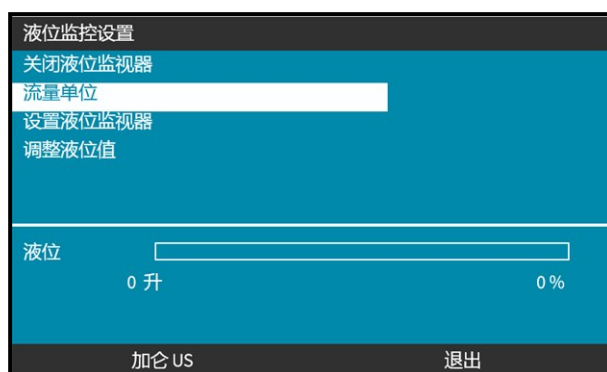 液位监控设置
关闭液位监视器
流量单位
设置液位监视器
调整液位值
液位
0 升 0 %
加仑 US 退出